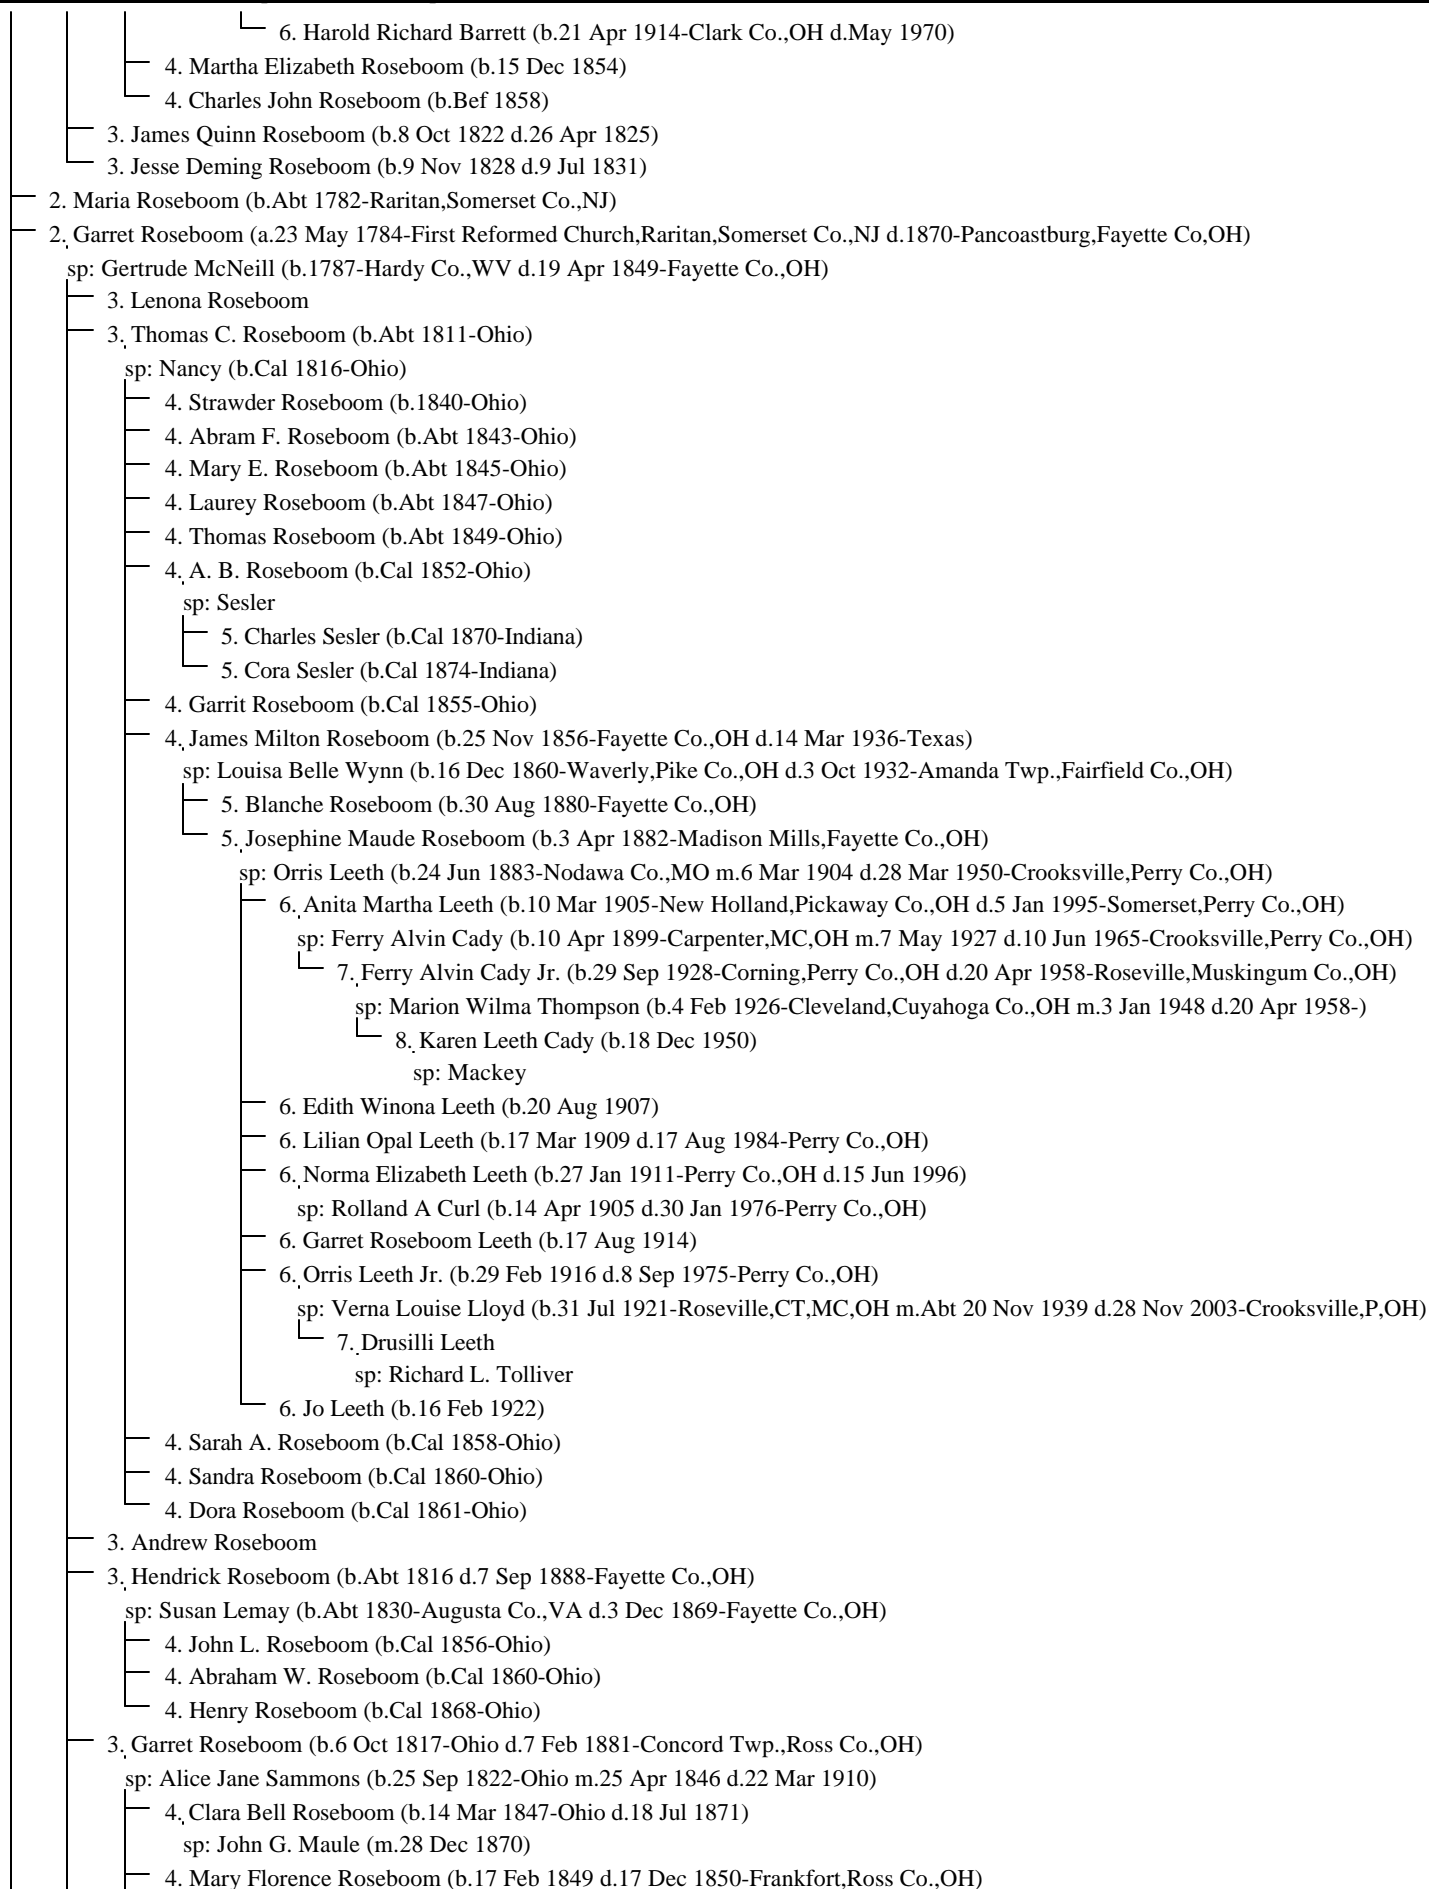 6. Harold Richard Barrett (b.21 Apr 1914-Clark Co.,OH d.May 1970)
4. Martha Elizabeth Roseboom (b.15 Dec 1854)
4. Charles John Roseboom (b.Bef 1858)
3. James Quinn Roseboom (b.8 Oct 1822 d.26 Apr 1825)
3. Jesse Deming Roseboom (b.9 Nov 1828 d.9 Jul 1831)
2. Maria Roseboom (b.Abt 1782-Raritan,Somerset Co.,NJ)
2. Garret Roseboom (a.23 May 1784-First Reformed Church,Raritan,Somerset Co.,NJ d.1870-Pancoastburg,Fayette Co,OH)
sp: Gertrude McNeill (b.1787-Hardy Co.,WV d.19 Apr 1849-Fayette Co.,OH)
3. Lenona Roseboom
3. Thomas C. Roseboom (b.Abt 1811-Ohio)
sp: Nancy (b.Cal 1816-Ohio)
4. Strawder Roseboom (b.1840-Ohio)
4. Abram F. Roseboom (b.Abt 1843-Ohio)
4. Mary E. Roseboom (b.Abt 1845-Ohio)
4. Laurey Roseboom (b.Abt 1847-Ohio)
4. Thomas Roseboom (b.Abt 1849-Ohio)
4. A. B. Roseboom (b.Cal 1852-Ohio)
sp: Sesler
5. Charles Sesler (b.Cal 1870-Indiana)
5. Cora Sesler (b.Cal 1874-Indiana)
4. Garrit Roseboom (b.Cal 1855-Ohio)
4. James Milton Roseboom (b.25 Nov 1856-Fayette Co.,OH d.14 Mar 1936-Texas)
sp: Louisa Belle Wynn (b.16 Dec 1860-Waverly,Pike Co.,OH d.3 Oct 1932-Amanda Twp.,Fairfield Co.,OH)
5. Blanche Roseboom (b.30 Aug 1880-Fayette Co.,OH)
5. Josephine Maude Roseboom (b.3 Apr 1882-Madison Mills,Fayette Co.,OH)
sp: Orris Leeth (b.24 Jun 1883-Nodawa Co.,MO m.6 Mar 1904 d.28 Mar 1950-Crooksville,Perry Co.,OH)
6. Anita Martha Leeth (b.10 Mar 1905-New Holland,Pickaway Co.,OH d.5 Jan 1995-Somerset,Perry Co.,OH)
sp: Ferry Alvin Cady (b.10 Apr 1899-Carpenter,MC,OH m.7 May 1927 d.10 Jun 1965-Crooksville,Perry Co.,OH)
7. Ferry Alvin Cady Jr. (b.29 Sep 1928-Corning,Perry Co.,OH d.20 Apr 1958-Roseville,Muskingum Co.,OH)
sp: Marion Wilma Thompson (b.4 Feb 1926-Cleveland,Cuyahoga Co.,OH m.3 Jan 1948 d.20 Apr 1958-)
8. Karen Leeth Cady (b.18 Dec 1950)
sp: Mackey
6. Edith Winona Leeth (b.20 Aug 1907)
6. Lilian Opal Leeth (b.17 Mar 1909 d.17 Aug 1984-Perry Co.,OH)
6. Norma Elizabeth Leeth (b.27 Jan 1911-Perry Co.,OH d.15 Jun 1996)
sp: Rolland A Curl (b.14 Apr 1905 d.30 Jan 1976-Perry Co.,OH)
6. Garret Roseboom Leeth (b.17 Aug 1914)
6. Orris Leeth Jr. (b.29 Feb 1916 d.8 Sep 1975-Perry Co.,OH)
sp: Verna Louise Lloyd (b.31 Jul 1921-Roseville,CT,MC,OH m.Abt 20 Nov 1939 d.28 Nov 2003-Crooksville,P,OH)
7. Drusilli Leeth
sp: Richard L. Tolliver
6. Jo Leeth (b.16 Feb 1922)
4. Sarah A. Roseboom (b.Cal 1858-Ohio)
4. Sandra Roseboom (b.Cal 1860-Ohio)
4. Dora Roseboom (b.Cal 1861-Ohio)
3. Andrew Roseboom
3. Hendrick Roseboom (b.Abt 1816 d.7 Sep 1888-Fayette Co.,OH)
sp: Susan Lemay (b.Abt 1830-Augusta Co.,VA d.3 Dec 1869-Fayette Co.,OH)
4. John L. Roseboom (b.Cal 1856-Ohio)
4. Abraham W. Roseboom (b.Cal 1860-Ohio)
4. Henry Roseboom (b.Cal 1868-Ohio)
3. Garret Roseboom (b.6 Oct 1817-Ohio d.7 Feb 1881-Concord Twp.,Ross Co.,OH)
sp: Alice Jane Sammons (b.25 Sep 1822-Ohio m.25 Apr 1846 d.22 Mar 1910)
4. Clara Bell Roseboom (b.14 Mar 1847-Ohio d.18 Jul 1871)
sp: John G. Maule (m.28 Dec 1870)
4. Mary Florence Roseboom (b.17 Feb 1849 d.17 Dec 1850-Frankfort,Ross Co.,OH)